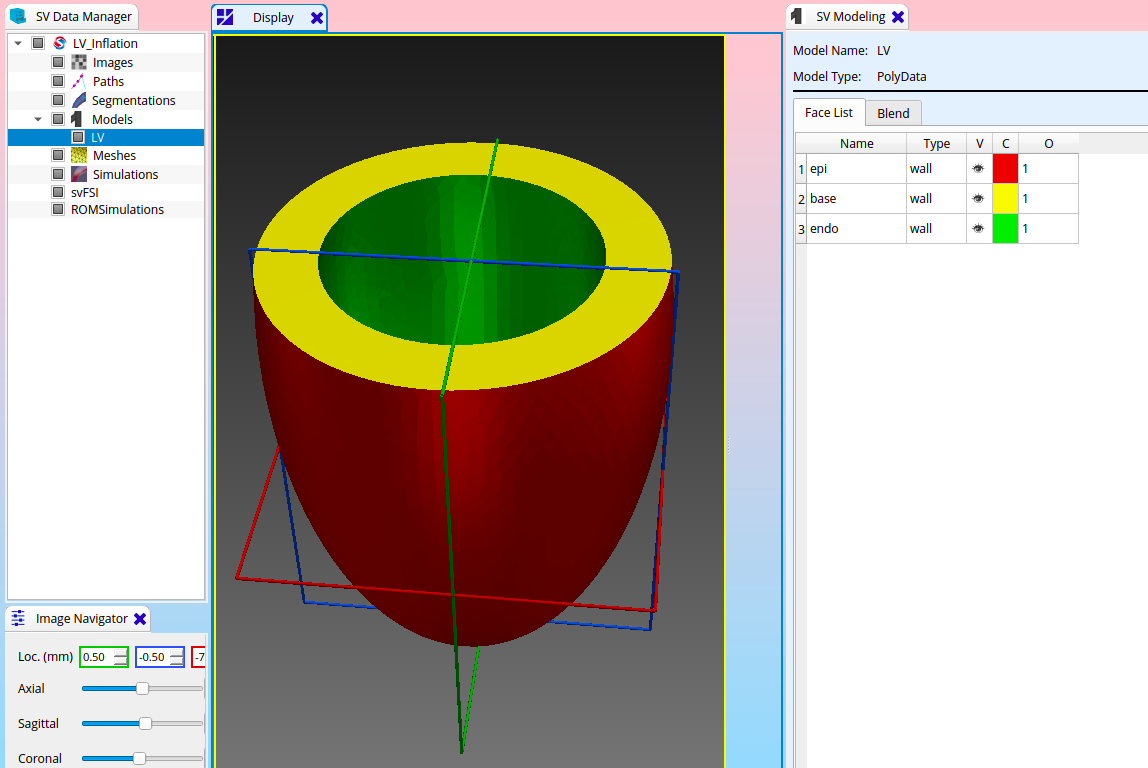 SV Data Manager
LV_Inflation
Images
Paths
Segmentations
Models
LV
Meshes
Simulations
svFSI
ROMSimulations
Image Navigator
Loc. (mm) 0.50 -0.50 -7
Axial
Sagittal
Coronal
Display
SV Modeling
Model Name: LV
Model Type: PolyData
Face List Blend
Name Type V C O
1 epi wall 1
2 base wall 1
3 endo wall 1